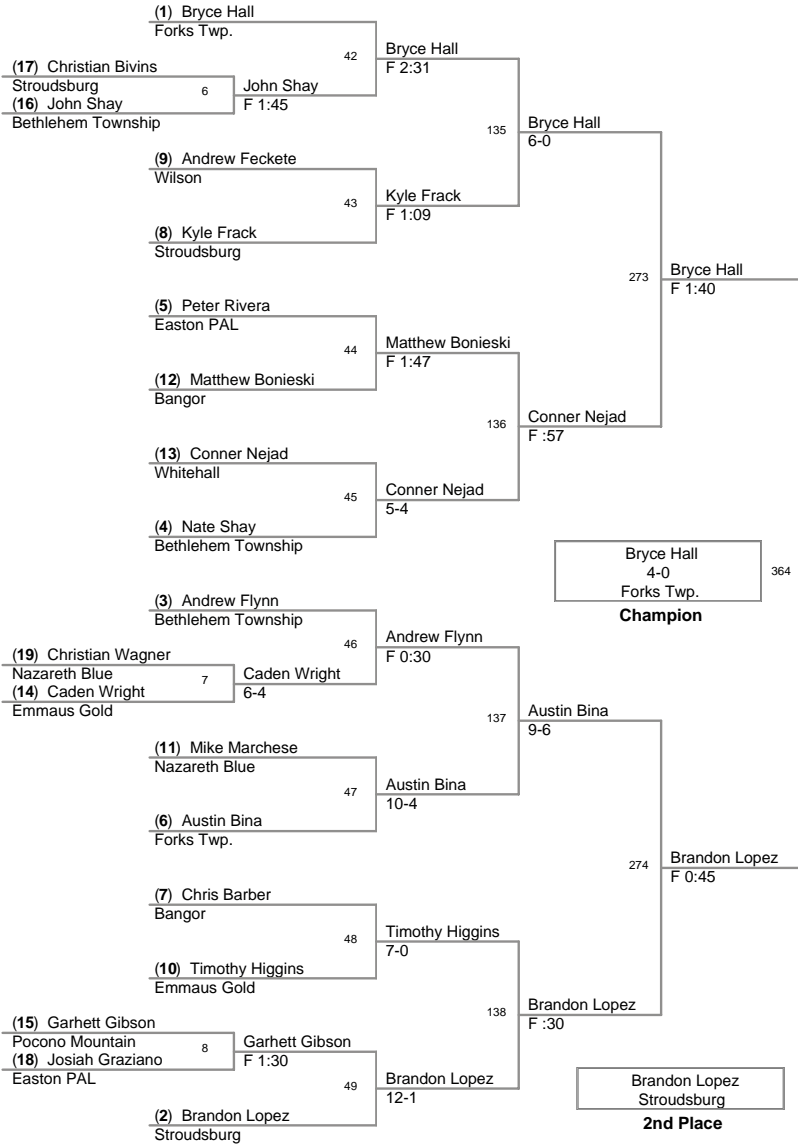 (1) Bryce Hall
Forks Twp.
42
Bryce Hall
F 2:31
(17) Christian Bivins
Stroudsburg
6
(16) John Shay
Bethlehem Township
John Shay
F 1:45
135
Bryce Hall
6-0
(9) Andrew Feckete
Wilson
43
Kyle Frack
F 1:09
(8) Kyle Frack
Stroudsburg
273
Bryce Hall
F 1:40
(5) Peter Rivera
Easton PAL
44
Matthew Bonieski
F 1:47
(12) Matthew Bonieski
Bangor
136
Conner Nejad
F :57
(13) Conner Nejad
Whitehall
45
Conner Nejad
5-4
(4) Nate Shay
Bethlehem Township
Bryce Hall
4-0
Forks Twp.
364
Champion
(3) Andrew Flynn
Bethlehem Township
46
Andrew Flynn
F 0:30
(19) Christian Wagner
Nazareth Blue
7
(14) Caden Wright
Emmaus Gold
Caden Wright
6-4
137
Austin Bina
9-6
(11) Mike Marchese
Nazareth Blue
47
Austin Bina
10-4
(6) Austin Bina
Forks Twp.
274
Brandon Lopez
F 0:45
(7) Chris Barber
Bangor
48
Timothy Higgins
7-0
(10) Timothy Higgins
Emmaus Gold
138
Brandon Lopez
F :30
(15) Garhett Gibson
Pocono Mountain
8
(18) Josiah Graziano
Easton PAL
Garhett Gibson
F 1:30
49
Brandon Lopez
12-1
(2) Brandon Lopez
Stroudsburg
Brandon Lopez
Stroudsburg
2nd Place